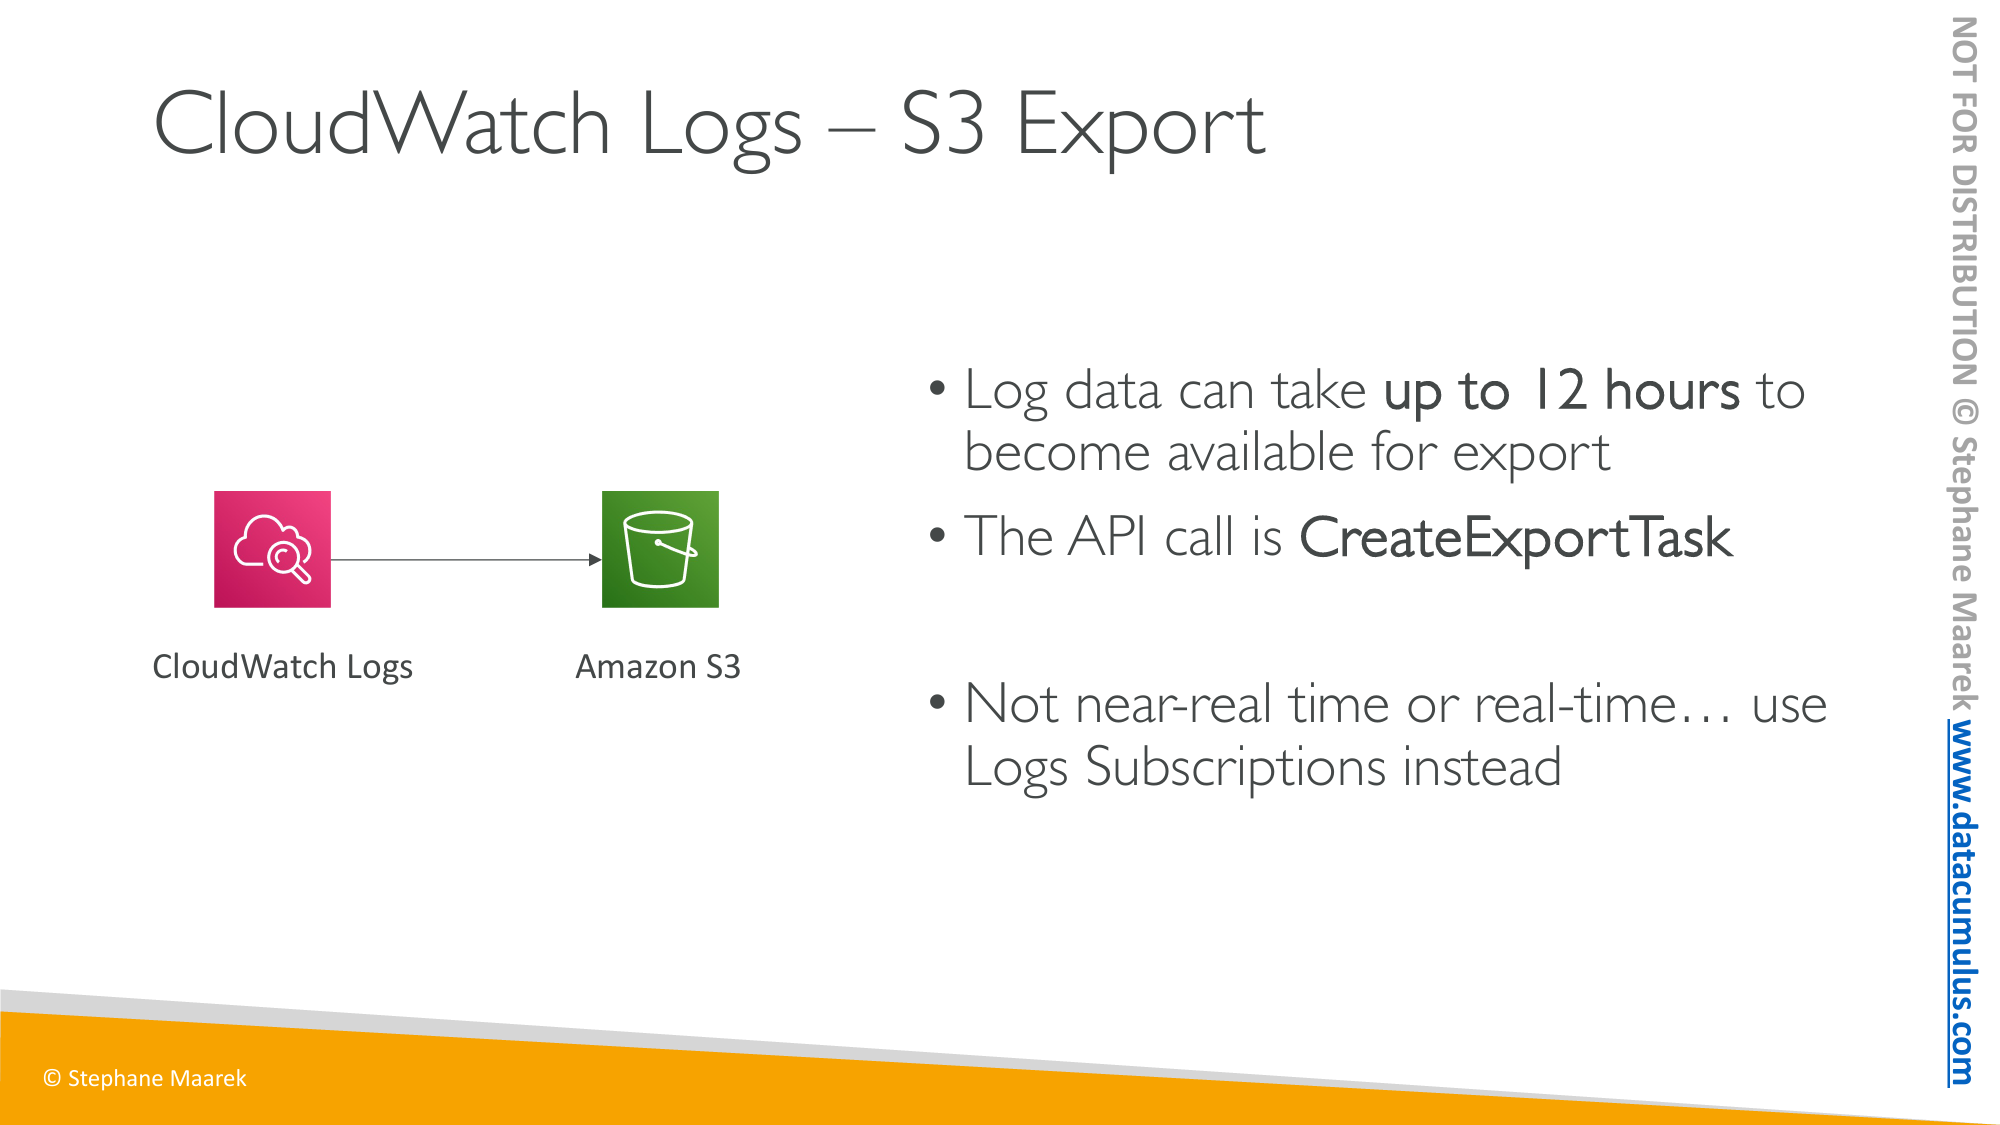 CloudWatch Logs – S3 Export
• Log data can take up to 12 hours to
become available for export
• The API call is CreateExportTask
• Not near-real time or real-time… use
Logs Subscriptions instead
CloudWatch Logs
Amazon S3
© Stephane Maarek
NOT FOR DISTRIBUTION © Stephane Maarek www.datacumulus.com